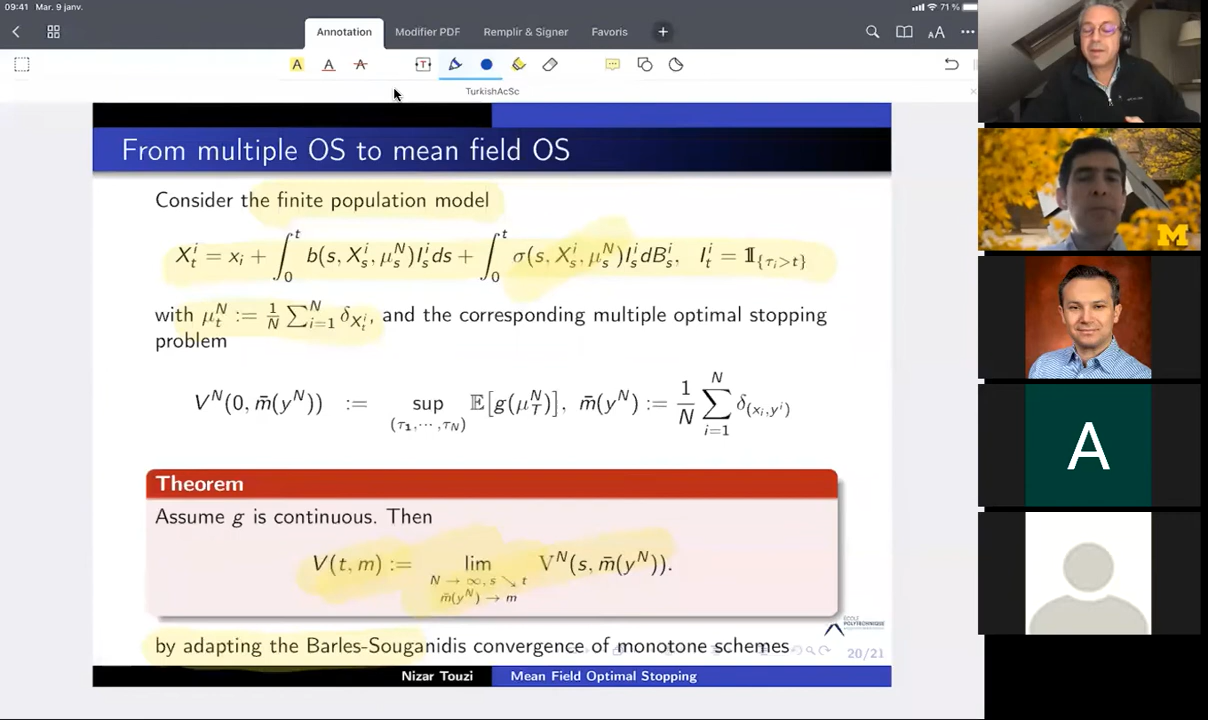 09:41 Mar. 9 janv.
71 %
Annotation Modifier PDF Remplir & Signer Favoris
TurkishAcSc
From multiple OS to mean field OS
Consider the finite population model
X_t^i = x_i + ∫_0^t b(s, X_s^i, μ_s^N)I_s^i ds + ∫_0^t σ(s, X_s^i, μ_s^N)I_s^i dB_s^i, I_t^i = 𝟙_{τ_i>t}
with μ_t^N := 1/N ∑_{i=1}^N δ_{X_t^i}, and the corresponding multiple optimal stopping
problem
V^N(0, m̄(y^N)) := sup_{(τ_1,⋯,τ_N)} 𝔼[g(μ_T^N)], m̄(y^N) := 1/N ∑_{i=1}^N δ_{(x_i,y^i)}
Theorem
Assume g is continuous. Then
V(t, m) := lim_{N → ∞, s ↘ t, m̄(y^N) → m} V^N(s, m̄(y^N)).
by adapting the Barles-Souganidis convergence of monotone schemes
ECOLE
POLYTECHNIQUE
20/21
Nizar Touzi Mean Field Optimal Stopping
M
A